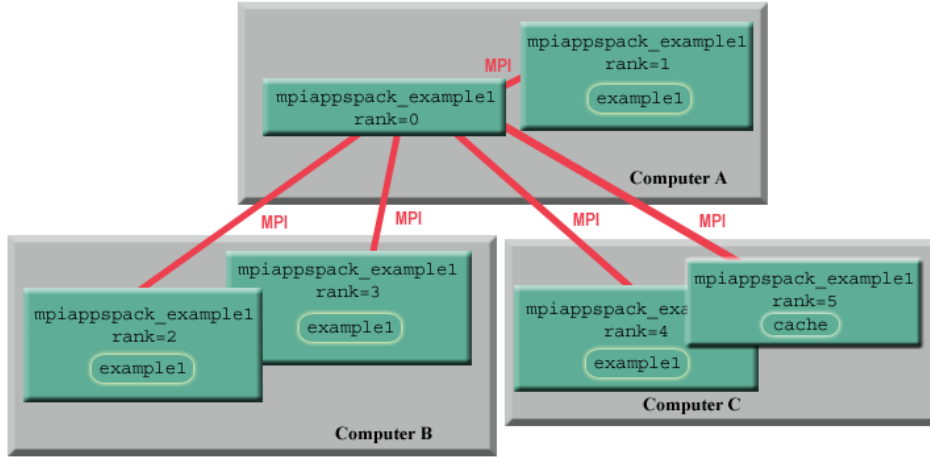 mpiappspack_example1
rank=1
example1
MPI
mpiappspack_example1
rank=0
Computer A
MPI
MPI
MPI
MPI
mpiappspack_example1
rank=3
example1
mpiappspack_example1
rank=2
example1
Computer B
mpiappspack_example1
rank=5
cache
mpiappspack_exa
rank=4
example1
Computer C